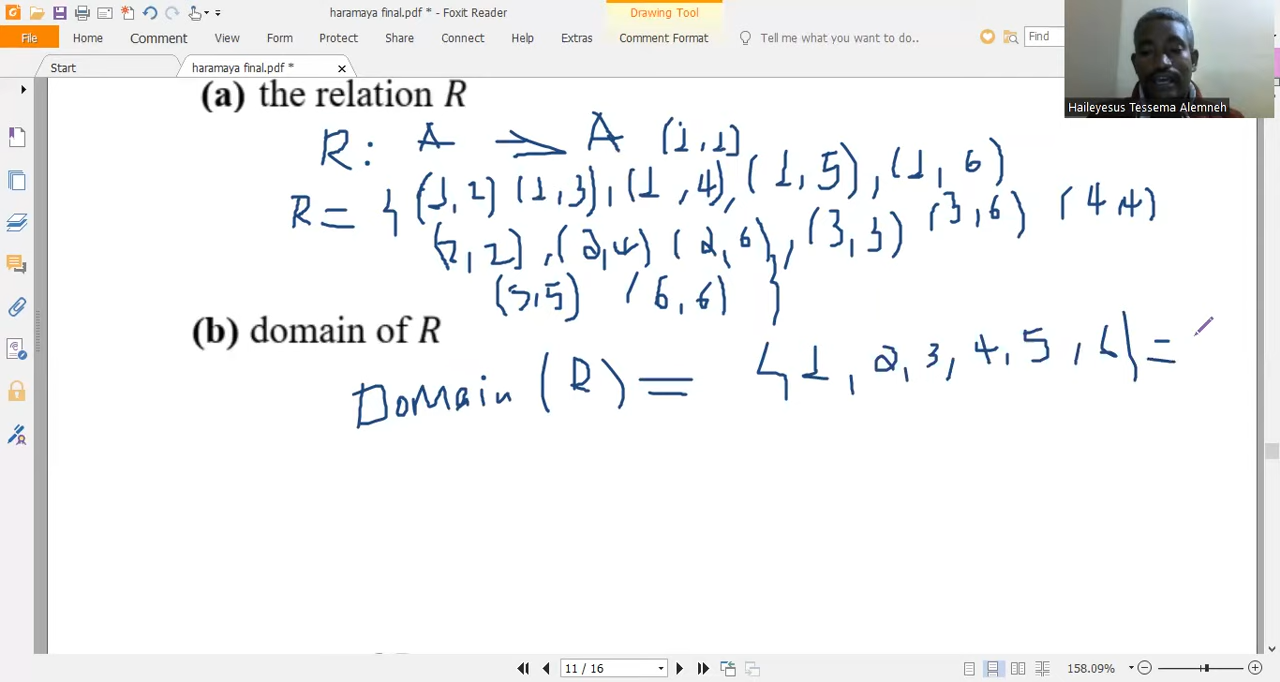 haramaya final.pdf * - Foxit Reader
Drawing Tool
File Home Comment View Form Protect Share Connect Help Extras Comment Format Tell me what you want to do.. Find
Start haramaya final.pdf *
Haileyesus Tessema Alemneh
(a) the relation R
R: A → A (1,1]
R = { (1,2) (1,3), (1,4), (1,5), (1,6)
(2,2], (2,4) (2,6), (3,3) (3,6) (4,4)
(5,5) (6,6) }
(b) domain of R
Domain (R) = {1, 2, 3, 4, 5, 6} =
11 / 16
158.09%